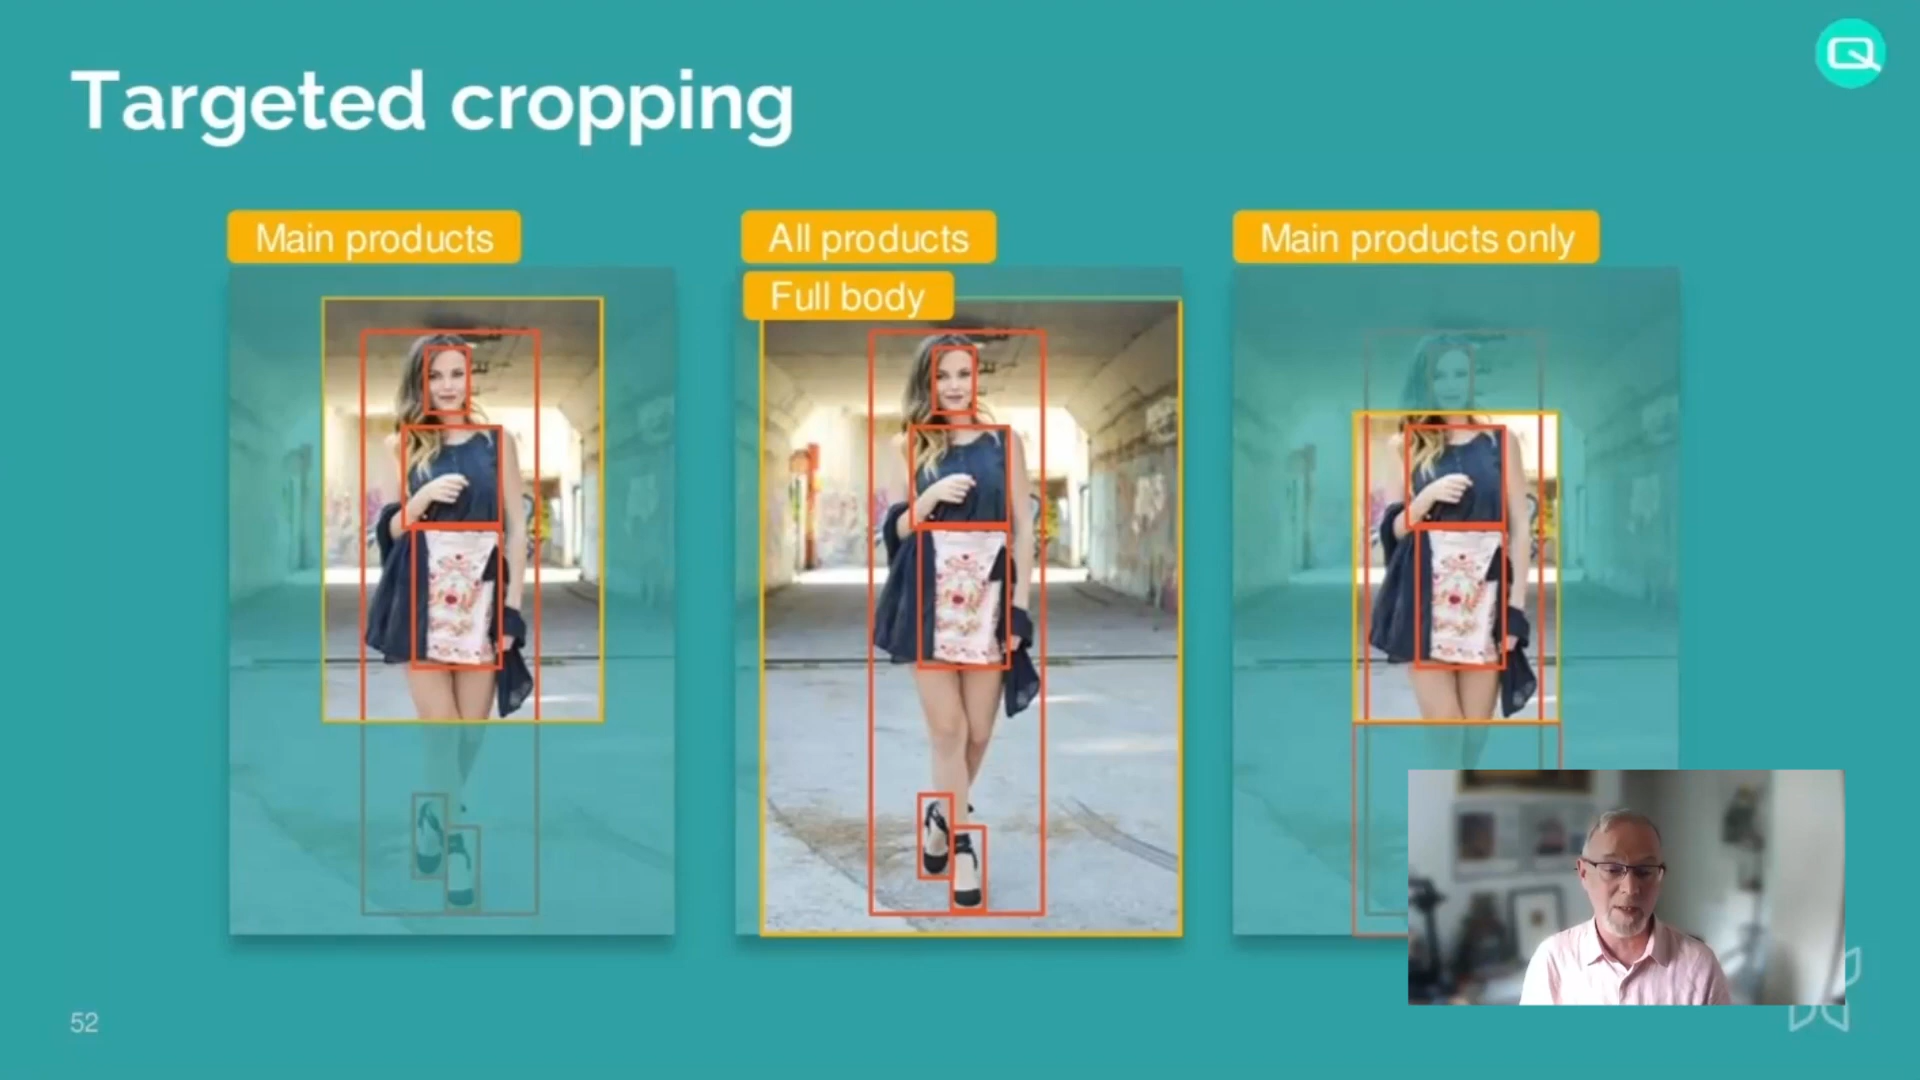 Targeted cropping
Main products
All products
Full body
Main products only
52